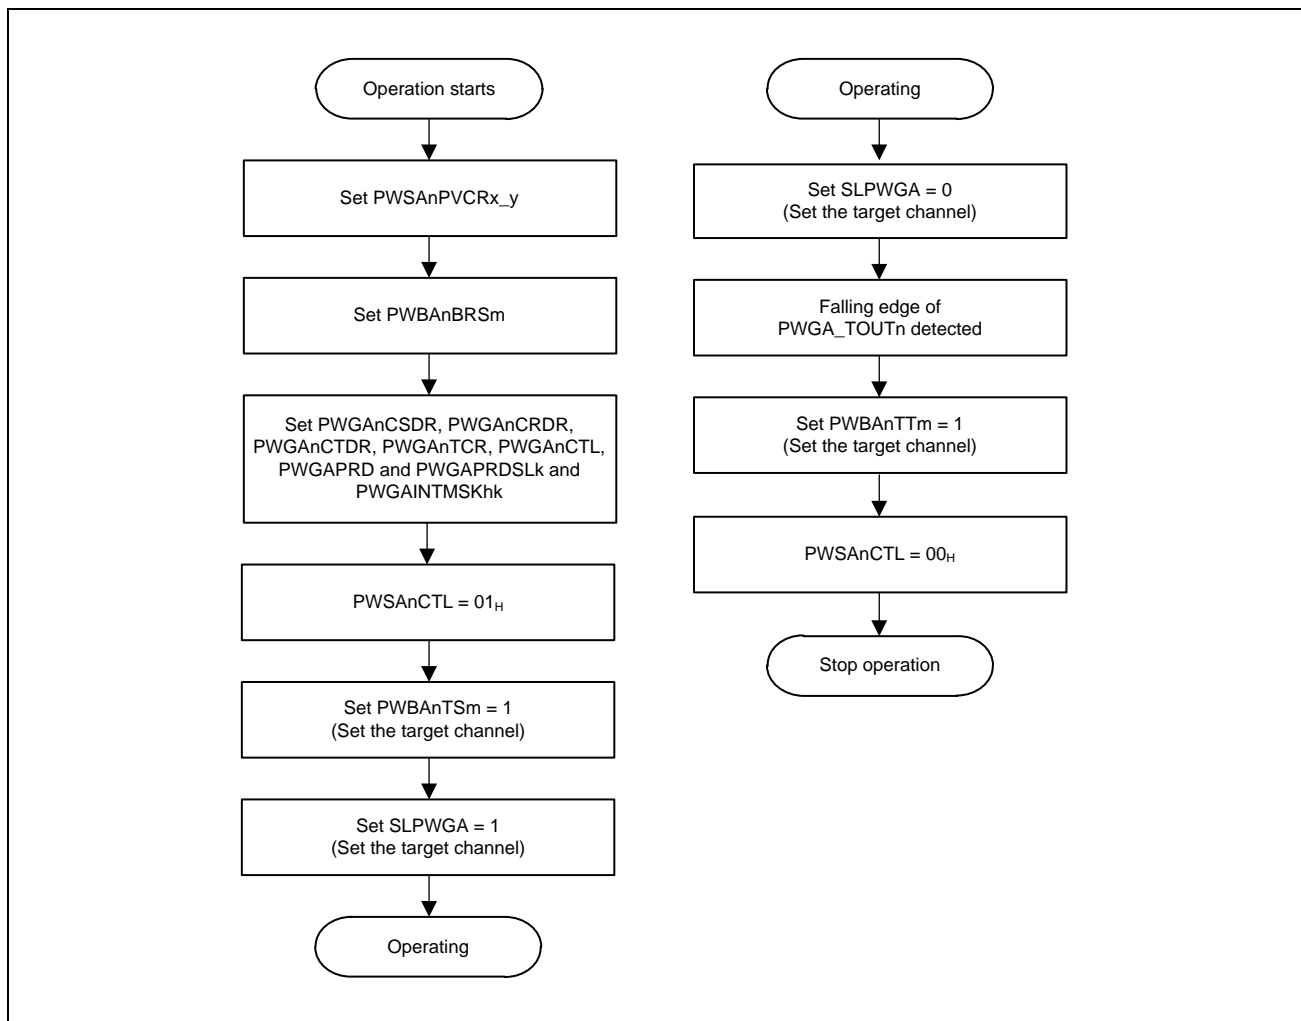 Operation starts
Set PWSAnPVCRx_y
Set PWBAnBRSm
Set PWGAnCSDR, PWGAnCRDR,
PWGAnCTDR, PWGAnTCR, PWGAnCTL,
PWGAPRD and PWGAPRDSLk and
PWGAINTMSKhk
PWSAnCTL = 01H
Set PWBAnTSm = 1
(Set the target channel)
Set SLPWGA = 1
(Set the target channel)
Operating
Operating
Set SLPWGA = 0
(Set the target channel)
Falling edge of
PWGA_TOUTn detected
Set PWBAnTTm = 1
(Set the target channel)
PWSAnCTL = 00H
Stop operation